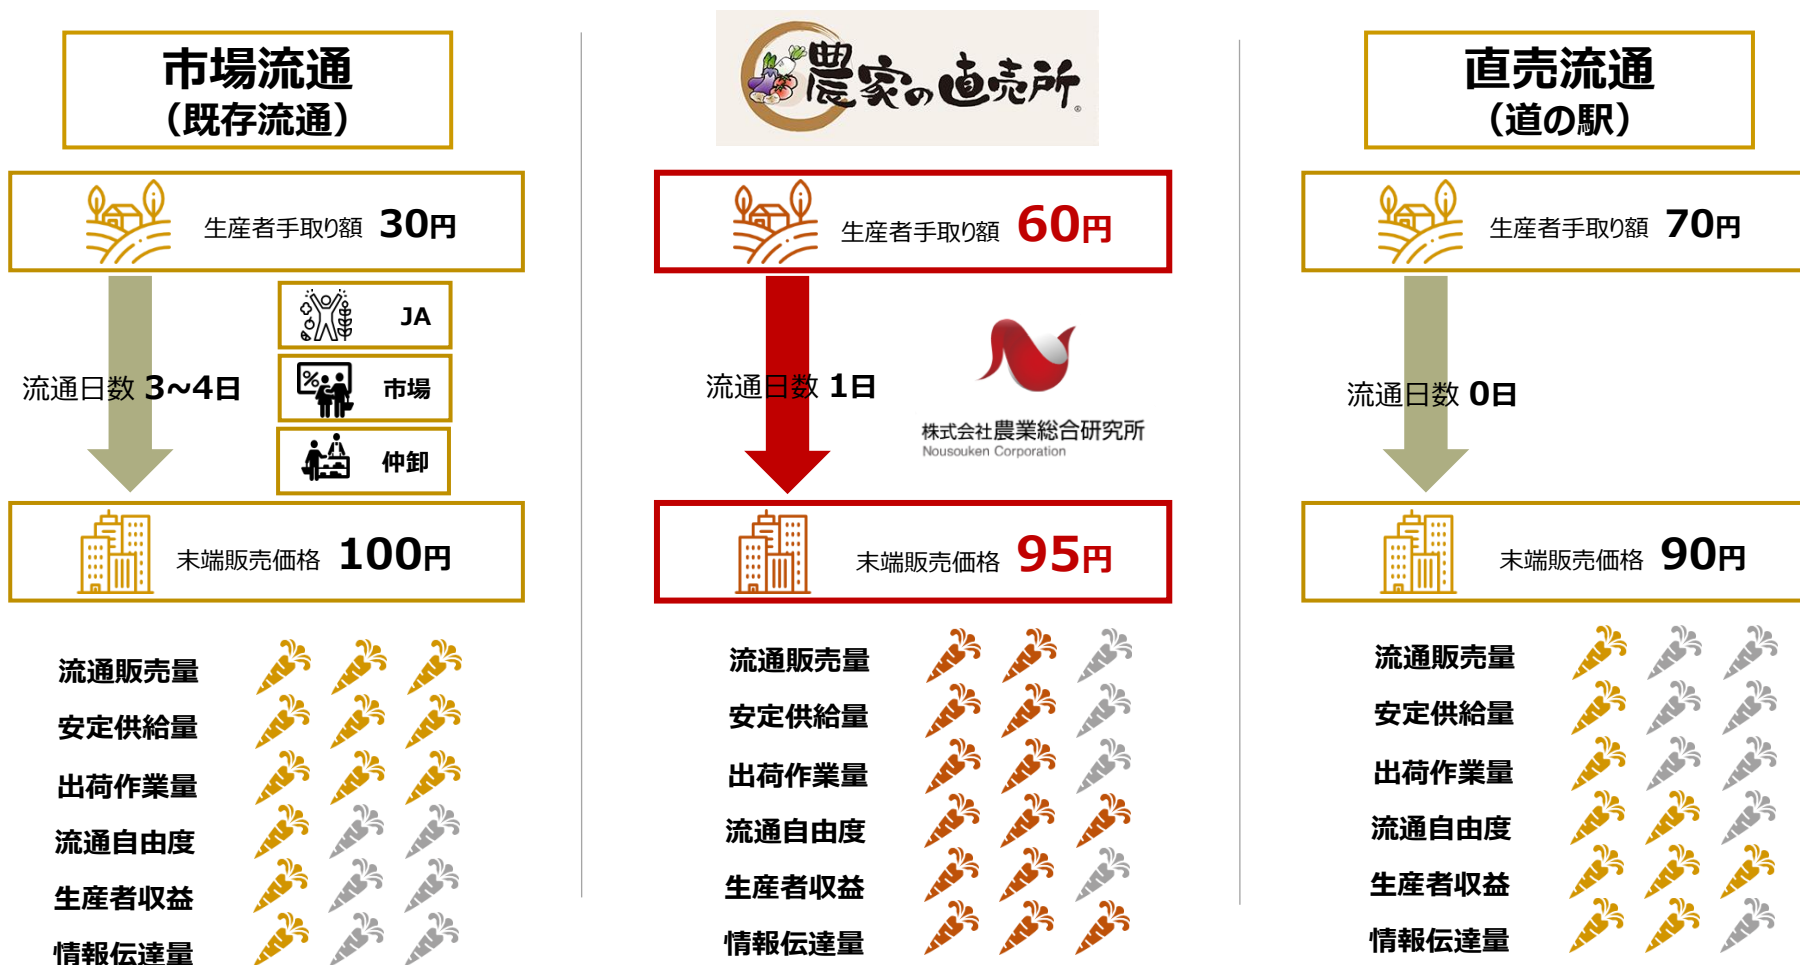 市場流通
（既存流通）
生産者手取り額 30円
JA
市場
仲卸
流通日数 3~4日
末端販売価格 100円
流通販売量
安定供給量
出荷作業量
流通自由度
生産者収益
情報伝達量
農家の直売所®
生産者手取り額 60円
流通日数 1日
株式会社農業総合研究所
Nousouken Corporation
末端販売価格 95円
流通販売量
安定供給量
出荷作業量
流通自由度
生産者収益
情報伝達量
直売流通
（道の駅）
生産者手取り額 70円
流通日数 0日
末端販売価格 90円
流通販売量
安定供給量
出荷作業量
流通自由度
生産者収益
情報伝達量